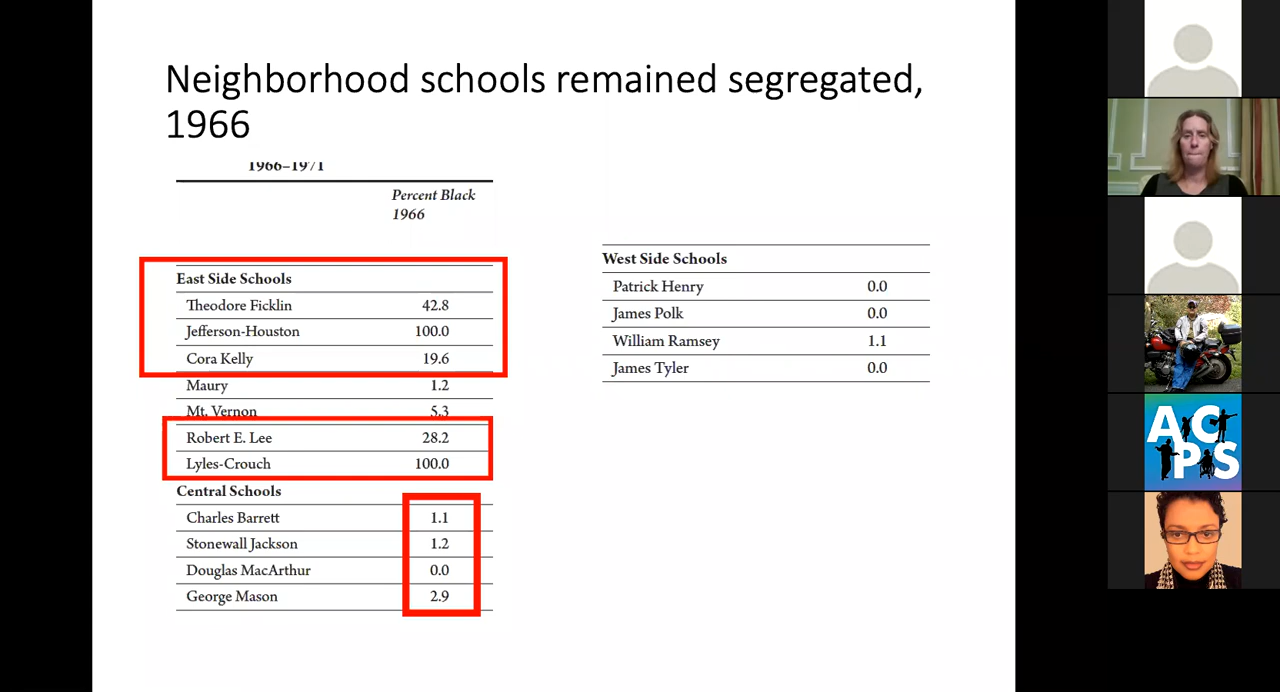 Neighborhood schools remained segregated,
1966
1966–1971
Percent Black
1966
East Side Schools
Theodore Ficklin 42.8
Jefferson-Houston 100.0
Cora Kelly 19.6
Maury 1.2
Mt. Vernon 5.3
Robert E. Lee 28.2
Lyles-Crouch 100.0
Central Schools
Charles Barrett 1.1
Stonewall Jackson 1.2
Douglas MacArthur 0.0
George Mason 2.9
West Side Schools
Patrick Henry 0.0
James Polk 0.0
William Ramsey 1.1
James Tyler 0.0
AC
PS